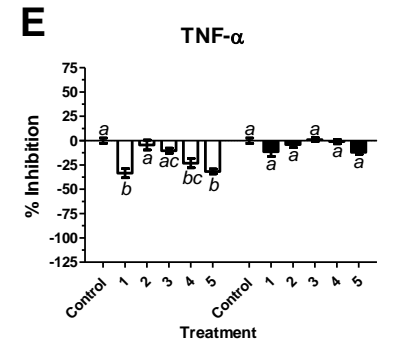 E
TNF-α
% Inhibition
75
50
25
0
-25
-50
-75
-100
-125
a
b
a
ac
bc
b
a
a
a
a
a
a
Control 1 2 3 4 5 Control 1 2 3 4 5
Treatment